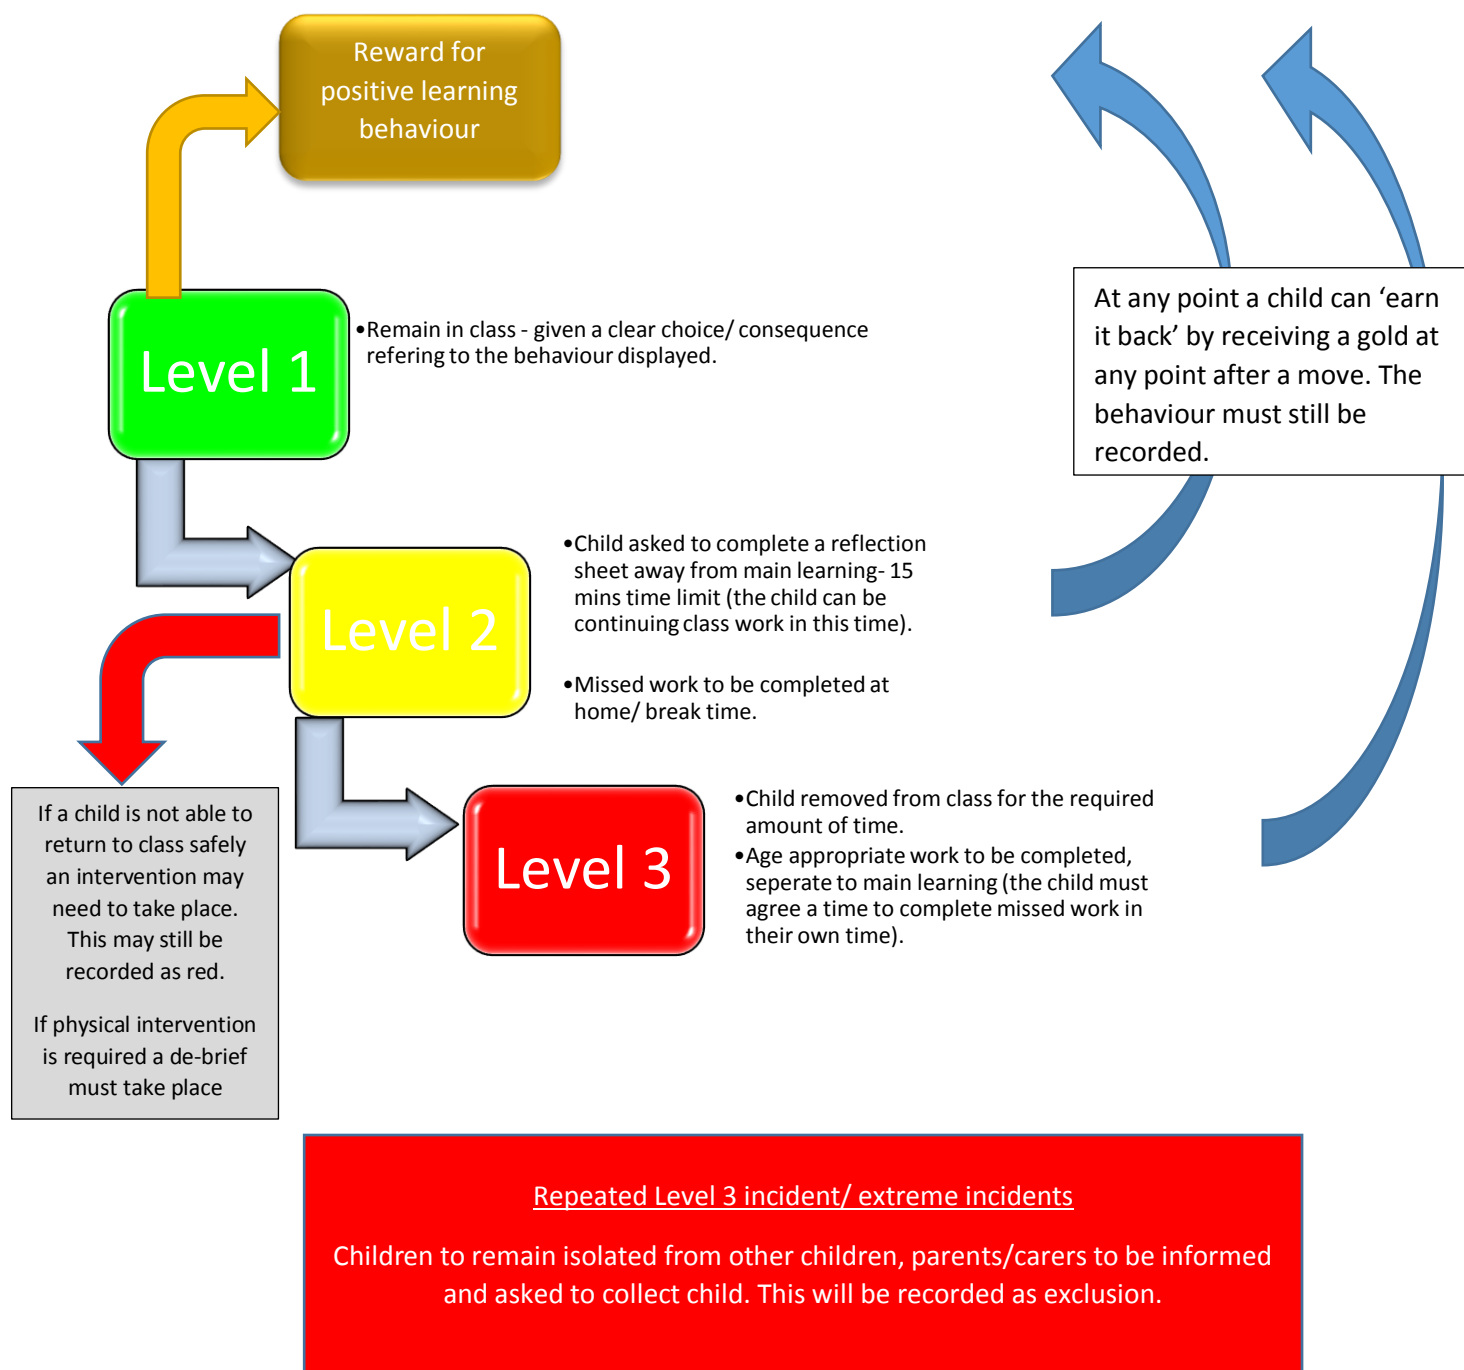 Reward for
positive learning
behaviour
Level 1
•Remain in class - given a clear choice/ consequence
refering to the behaviour displayed.
At any point a child can ‘earn
it back’ by receiving a gold at
any point after a move. The
behaviour must still be
recorded.
Level 2
•Child asked to complete a reflection
sheet away from main learning- 15
mins time limit (the child can be
continuing class work in this time).
•Missed work to be completed at
home/ break time.
If a child is not able to
return to class safely
an intervention may
need to take place.
This may still be
recorded as red.
If physical intervention
is required a de-brief
must take place
Level 3
•Child removed from class for the required
amount of time.
•Age appropriate work to be completed,
seperate to main learning (the child must
agree a time to complete missed work in
their own time).
Repeated Level 3 incident/ extreme incidents
Children to remain isolated from other children, parents/carers to be informed
and asked to collect child. This will be recorded as exclusion.